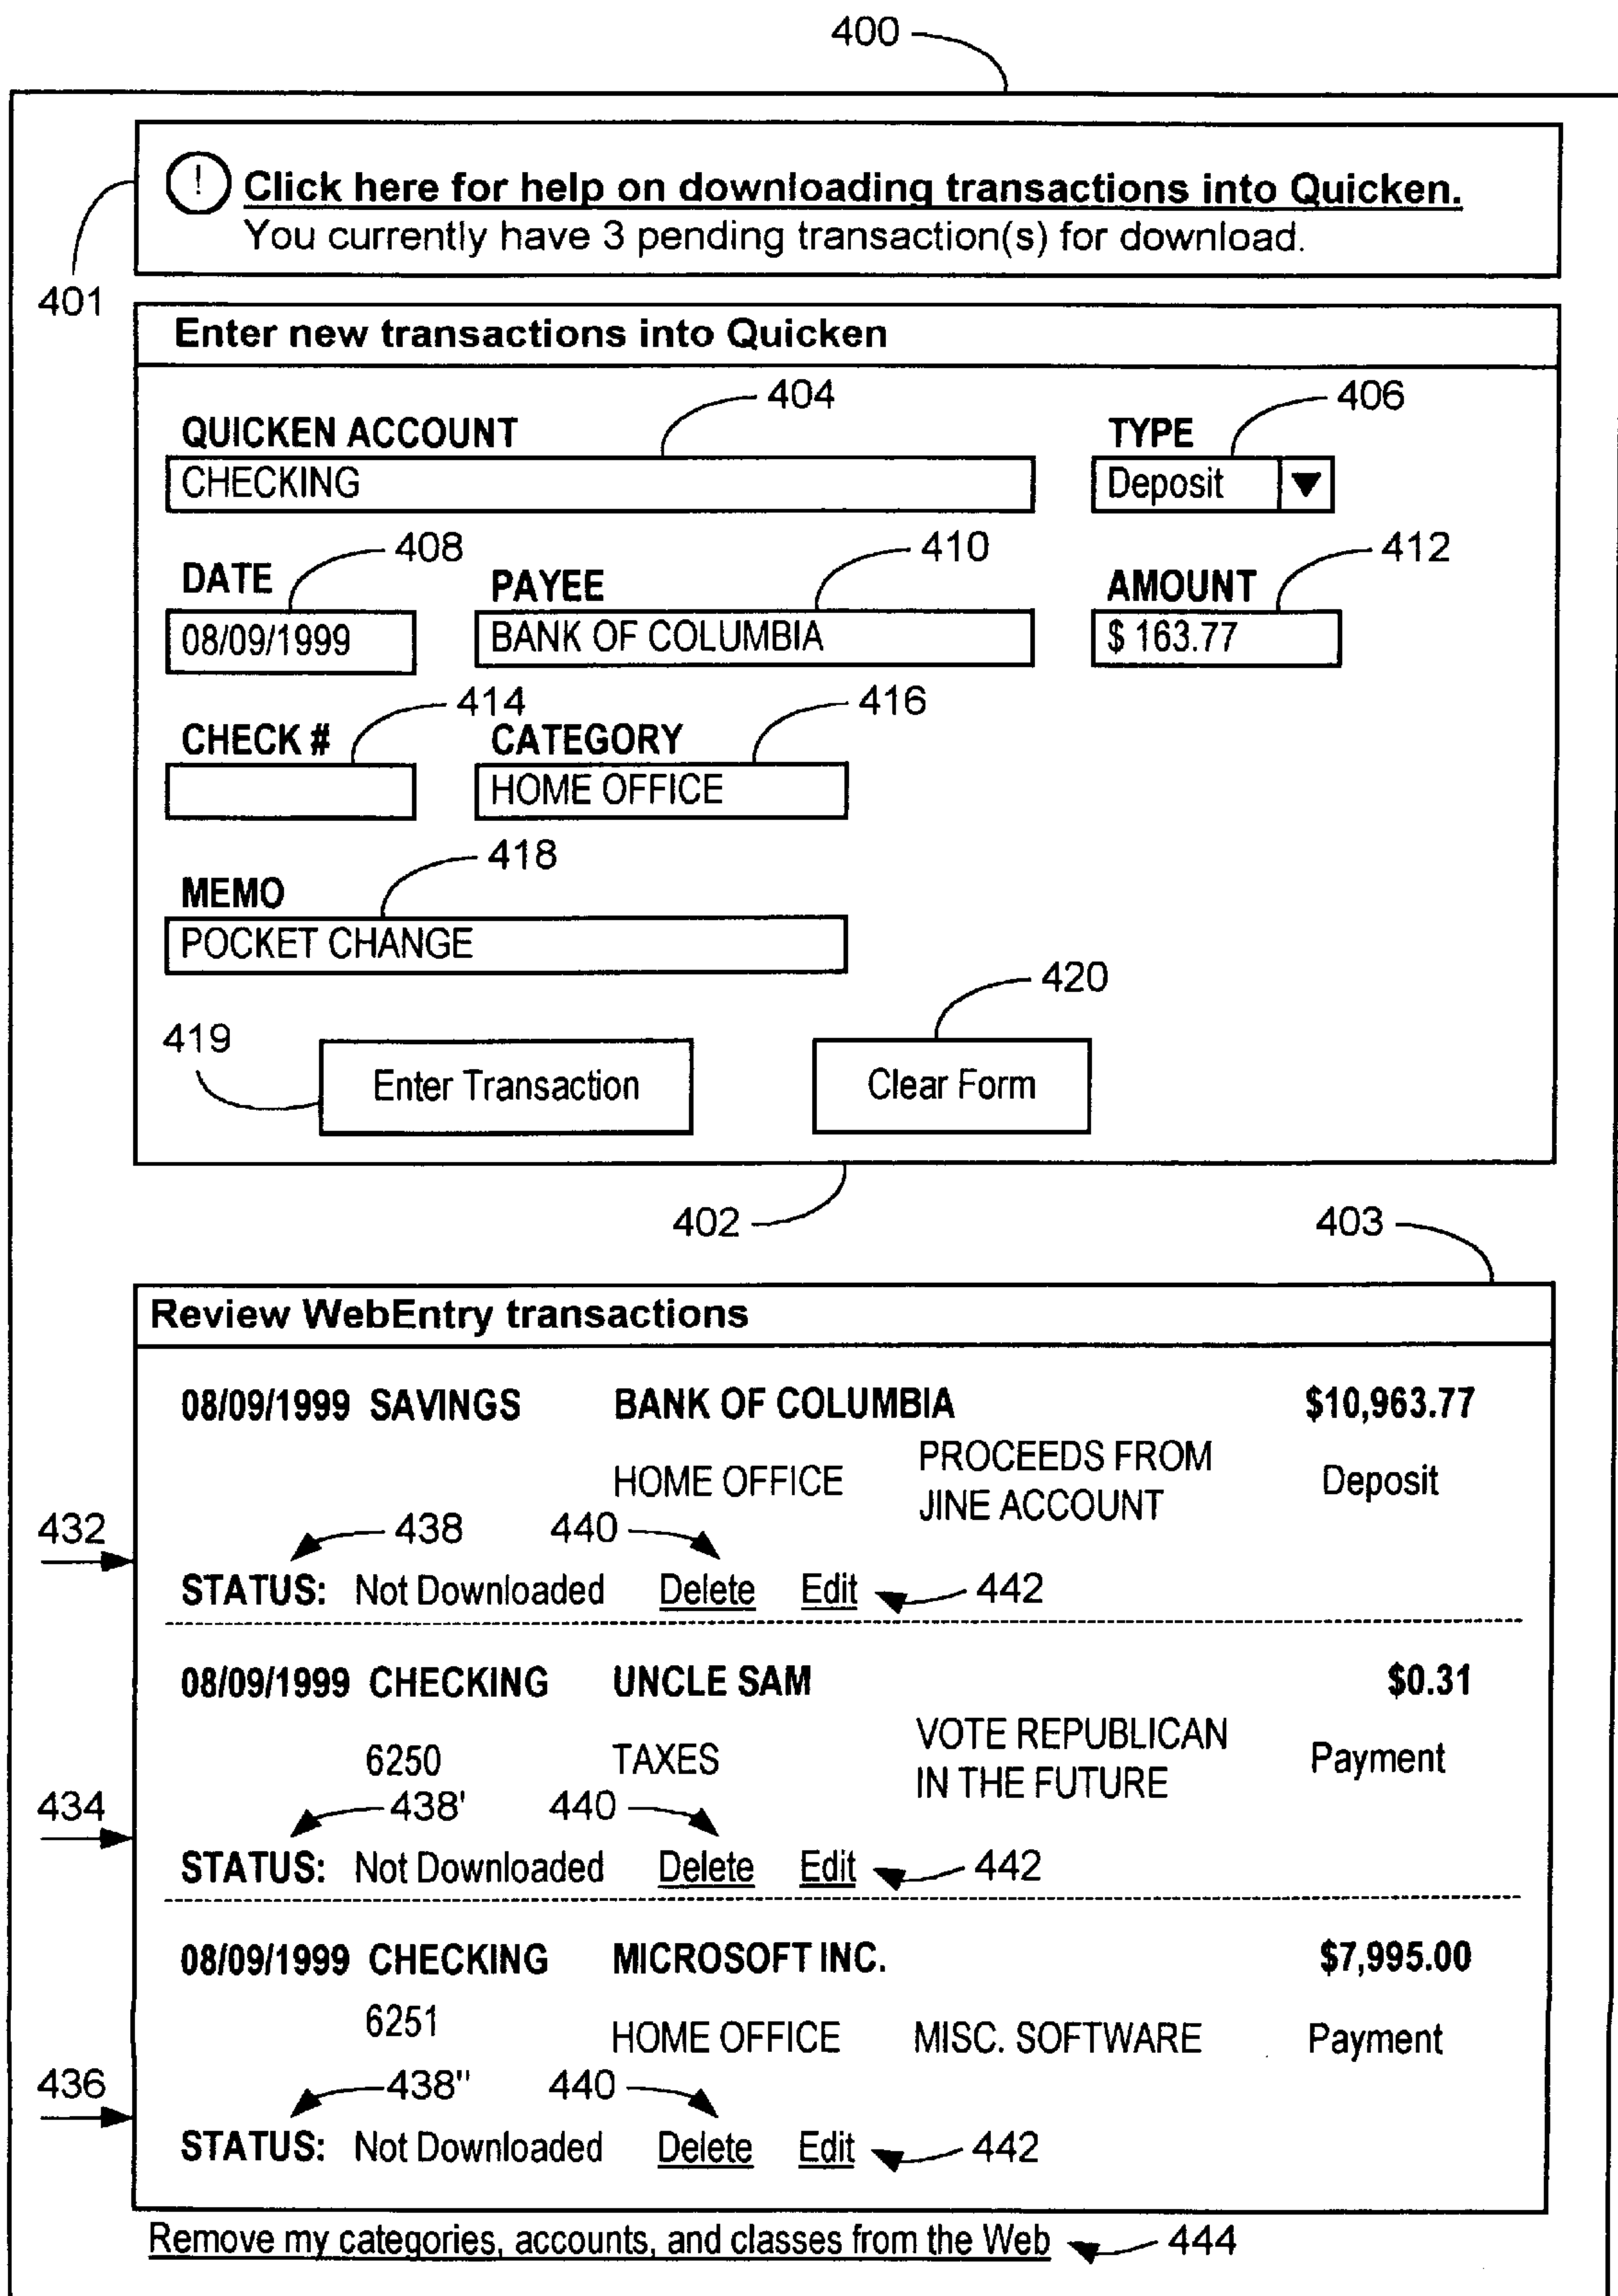 400
! Click here for help on downloading transactions into Quicken.
You currently have 3 pending transaction(s) for download.
401
Enter new transactions into Quicken
404 406
QUICKEN ACCOUNT TYPE
CHECKING Deposit
408 410 412
DATE PAYEE AMOUNT
08/09/1999 BANK OF COLUMBIA $ 163.77
414 416
CHECK # CATEGORY
HOME OFFICE
418
MEMO
POCKET CHANGE
420
419
Enter Transaction Clear Form
402 403
Review WebEntry transactions
08/09/1999 SAVINGS BANK OF COLUMBIA $10,963.77
HOME OFFICE PROCEEDS FROM Deposit
JINE ACCOUNT
432 438 440
STATUS: Not Downloaded Delete Edit 442
08/09/1999 CHECKING UNCLE SAM $0.31
6250 TAXES VOTE REPUBLICAN Payment
IN THE FUTURE
434 438' 440
STATUS: Not Downloaded Delete Edit 442
08/09/1999 CHECKING MICROSOFT INC. $7,995.00
6251 HOME OFFICE MISC. SOFTWARE Payment
436 438" 440
STATUS: Not Downloaded Delete Edit 442
Remove my categories, accounts, and classes from the Web 444